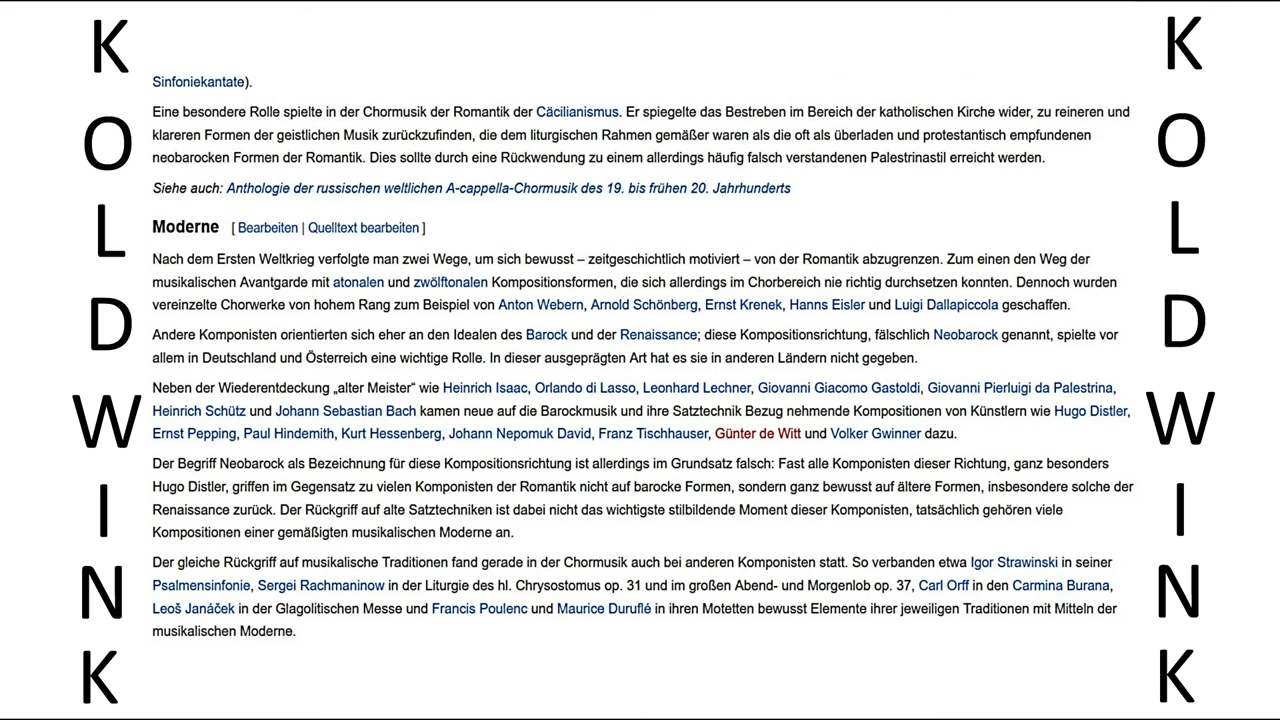 K
O
L
D
W
I
N
K
Sinfoniekantate).
Eine besondere Rolle spielte in der Chormusik der Romantik der Cäcilianismus. Er spiegelte das Bestreben im Bereich der katholischen Kirche wider, zu reineren und
klareren Formen der geistlichen Musik zurückzufinden, die dem liturgischen Rahmen gemäßer waren als die oft als überladen und protestantisch empfundenen
neobarocken Formen der Romantik. Dies sollte durch eine Rückwendung zu einem allerdings häufig falsch verstandenen Palestrinastil erreicht werden.
Siehe auch: Anthologie der russischen weltlichen A-cappella-Chormusik des 19. bis frühen 20. Jahrhunderts
Moderne [ Bearbeiten | Quelltext bearbeiten ]
Nach dem Ersten Weltkrieg verfolgte man zwei Wege, um sich bewusst – zeitgeschichtlich motiviert – von der Romantik abzugrenzen. Zum einen den Weg der
musikalischen Avantgarde mit atonalen und zwölftonalen Kompositionsformen, die sich allerdings im Chorbereich nie richtig durchsetzen konnten. Dennoch wurden
vereinzelte Chorwerke von hohem Rang zum Beispiel von Anton Webern, Arnold Schönberg, Ernst Krenek, Hanns Eisler und Luigi Dallapiccola geschaffen.
Andere Komponisten orientierten sich eher an den Idealen des Barock und der Renaissance; diese Kompositionsrichtung, fälschlich Neobarock genannt, spielte vor
allem in Deutschland und Österreich eine wichtige Rolle. In dieser ausgeprägten Art hat es sie in anderen Ländern nicht gegeben.
Neben der Wiederentdeckung „alter Meister“ wie Heinrich Isaac, Orlando di Lasso, Leonhard Lechner, Giovanni Giacomo Gastoldi, Giovanni Pierluigi da Palestrina,
Heinrich Schütz und Johann Sebastian Bach kamen neue auf die Barockmusik und ihre Satztechnik Bezug nehmende Kompositionen von Künstlern wie Hugo Distler,
Ernst Pepping, Paul Hindemith, Kurt Hessenberg, Johann Nepomuk David, Franz Tischhauser, Günter de Witt und Volker Gwinner dazu.
Der Begriff Neobarock als Bezeichnung für diese Kompositionsrichtung ist allerdings im Grundsatz falsch: Fast alle Komponisten dieser Richtung, ganz besonders
Hugo Distler, griffen im Gegensatz zu vielen Komponisten der Romantik nicht auf barocke Formen, sondern ganz bewusst auf ältere Formen, insbesondere solche der
Renaissance zurück. Der Rückgriff auf alte Satztechniken ist dabei nicht das wichtigste stilbildende Moment dieser Komponisten, tatsächlich gehören viele
Kompositionen einer gemäßigten musikalischen Moderne an.
Der gleiche Rückgriff auf musikalische Traditionen fand gerade in der Chormusik auch bei anderen Komponisten statt. So verbanden etwa Igor Strawinski in seiner
Psalmensinfonie, Sergei Rachmaninow in der Liturgie des hl. Chrysostomus op. 31 und im großen Abend- und Morgenlob op. 37, Carl Orff in den Carmina Burana,
Leoš Janáček in der Glagolitischen Messe und Francis Poulenc und Maurice Duruflé in ihren Motetten bewusst Elemente ihrer jeweiligen Traditionen mit Mitteln der
musikalischen Moderne.
K
O
L
D
W
I
N
K